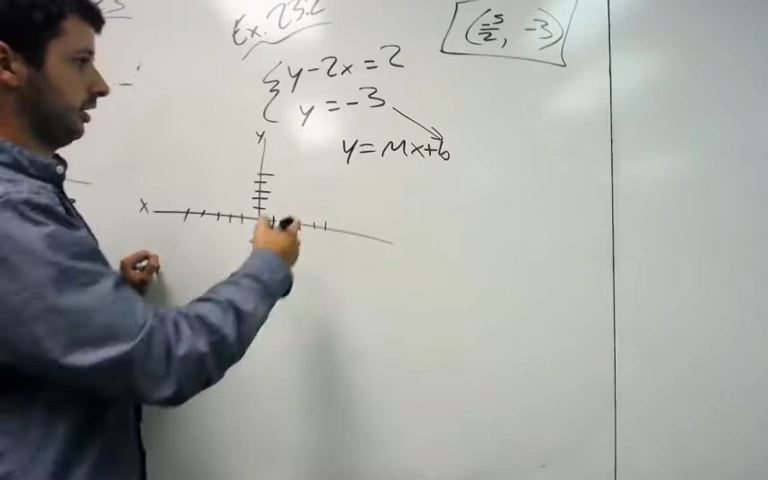 Ex. 23.2
(-5/2, -3)
{ y-2x=2
y=-3
y=mx+b
y
x